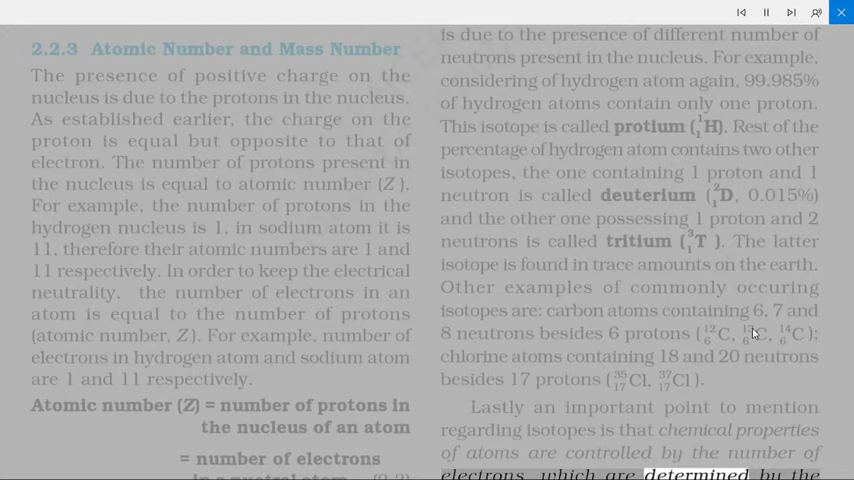 2.2.3 Atomic Number and Mass Number
The presence of positive charge on the
nucleus is due to the protons in the nucleus.
As established earlier, the charge on the
proton is equal but opposite to that of
electron. The number of protons present in
the nucleus is equal to atomic number (Z ).
For example, the number of protons in the
hydrogen nucleus is 1, in sodium atom it is
11, therefore their atomic numbers are 1 and
11 respectively. In order to keep the electrical
neutrality, the number of electrons in an
atom is equal to the number of protons
(atomic number, Z ). For example, number of
electrons in hydrogen atom and sodium atom
are 1 and 11 respectively.
Atomic number (Z) = number of protons in
the nucleus of an atom
= number of electrons
is due to the presence of different number of
neutrons present in the nucleus. For example,
considering of hydrogen atom again, 99.985%
of hydrogen atoms contain only one proton.
This isotope is called protium (¹₁H). Rest of the
percentage of hydrogen atom contains two other
isotopes, the one containing 1 proton and 1
neutron is called deuterium (²₁D, 0.015%)
and the other one possessing 1 proton and 2
neutrons is called tritium (³₁T ). The latter
isotope is found in trace amounts on the earth.
Other examples of commonly occuring
isotopes are: carbon atoms containing 6, 7 and
8 neutrons besides 6 protons (¹²₆C, ¹³₆C, ¹⁴₆C );
chlorine atoms containing 18 and 20 neutrons
besides 17 protons (³⁵₁₇Cl, ³⁷₁₇Cl ).
Lastly an important point to mention
regarding isotopes is that chemical properties
of atoms are controlled by the number of
electrons, which are determined by the